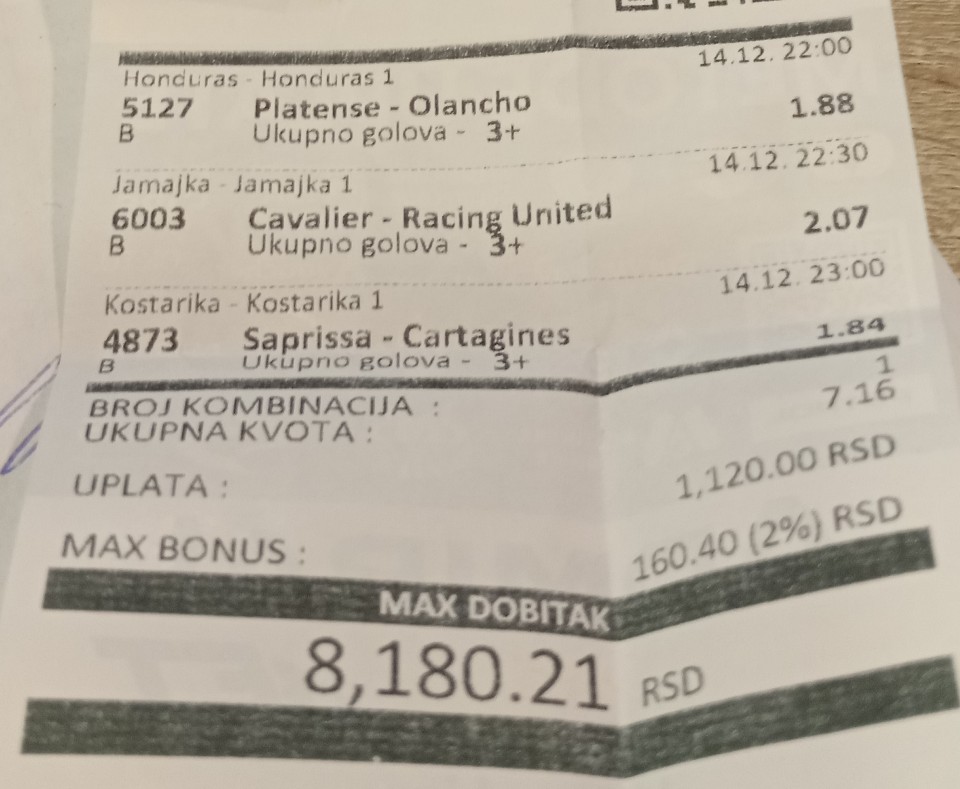 14.12. 22:00
Honduras - Honduras 1
5127 Platense - Olancho 1.88
B Ukupno golova - 3+
14.12. 22:30
Jamajka - Jamajka 1
6003 Cavalier - Racing United 2.07
B Ukupno golova - 3+
14.12. 23:00
Kostarika - Kostarika 1
4873 Saprissa - Cartagines 1.84
B Ukupno golova - 3+
BROJ KOMBINACIJA : 1
UKUPNA KVOTA : 7.16
UPLATA : 1,120.00 RSD
MAX BONUS : 160.40 (2%) RSD
MAX DOBITAK
8,180.21 RSD